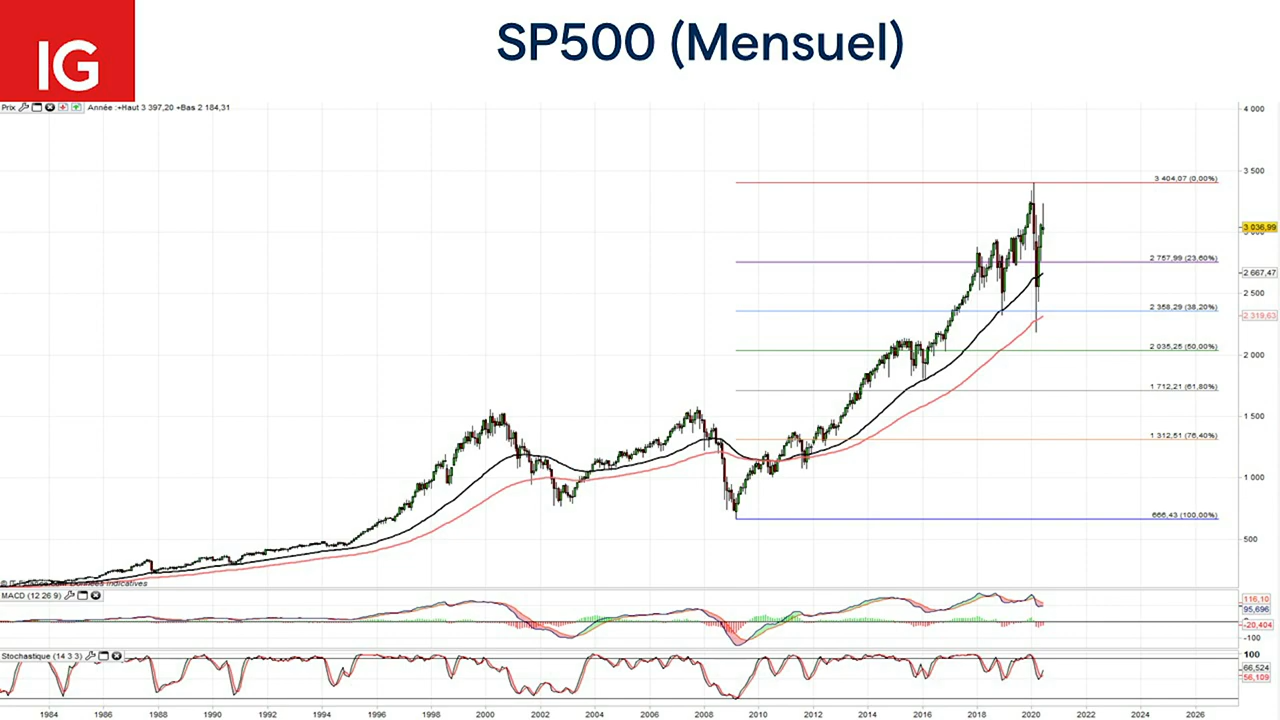 IG
SP500 (Mensuel)
Prix
Année :+Haut 3 397,20 +Bas 2 184,31
4 000
3 500
3 404,07 (0,00%)
3 036,99
2 757,99 (23,60%)
2 667,47
2 500
2 358,29 (38,20%)
2 319,63
2 035,25 (50,00%)
2 000
1 712,21 (61,80%)
1 500
1 312,51 (76,40%)
1 000
666,43 (100,00%)
500
Données indicatives
MACD (12 26 9)
116,10
95,696
-20,404
-100
Stochastique (14 3 3)
100
66,524
56,109
1984 1986 1988 1990 1992 1994 1996 1998 2000 2002 2004 2006 2008 2010 2012 2014 2016 2018 2020 2022 2024 2026